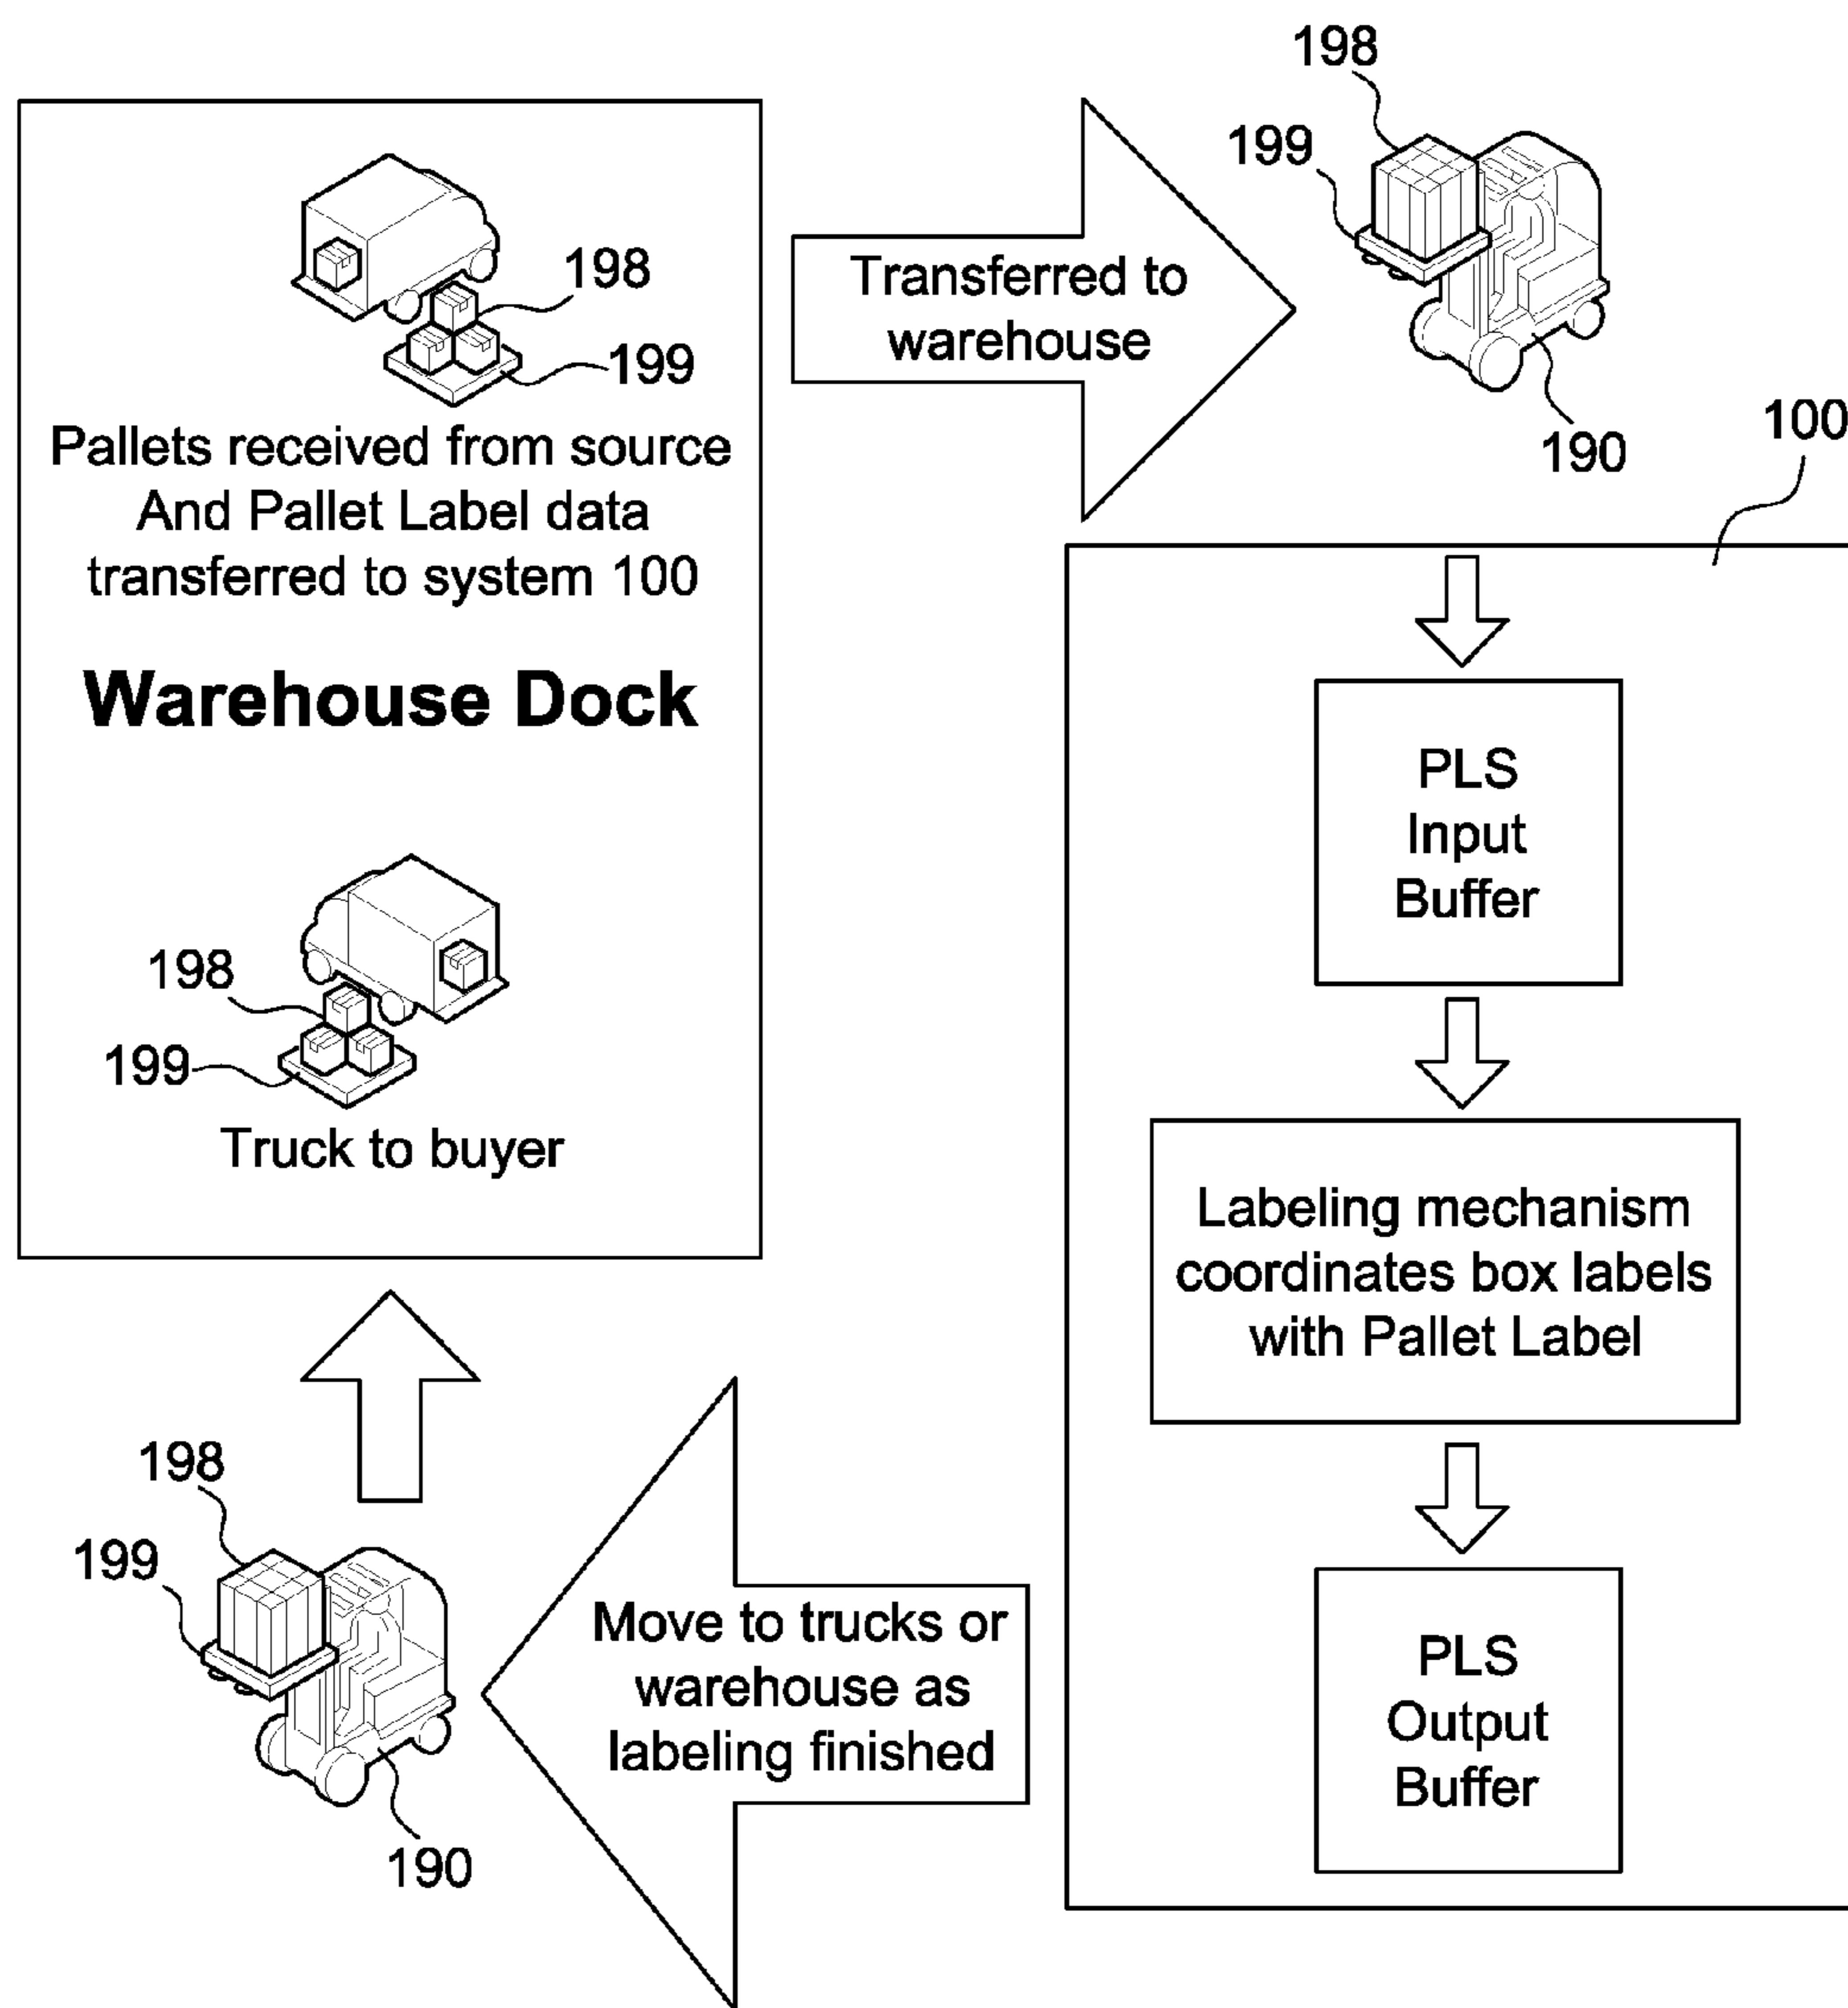 198
199
Pallets received from source
And Pallet Label data
transferred to system 100
Warehouse Dock
198
199
Truck to buyer
Transferred to
warehouse
198
199
190
100
PLS
Input
Buffer
Labeling mechanism
coordinates box labels
with Pallet Label
PLS
Output
Buffer
Move to trucks or
warehouse as
labeling finished
198
199
190